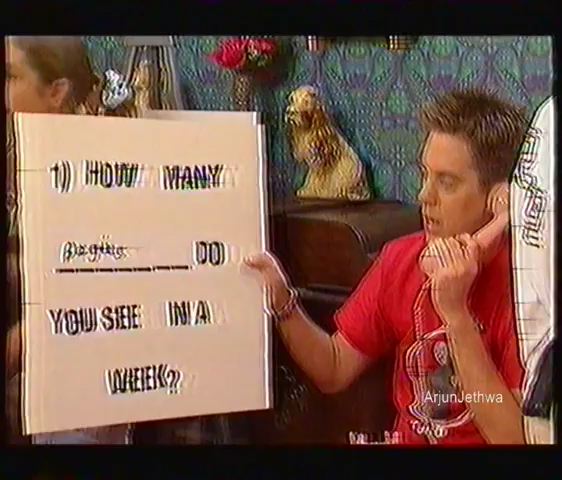 1) HOW MANY
DO
YOU SEE IN A
WEEK?
ArjunJethwa